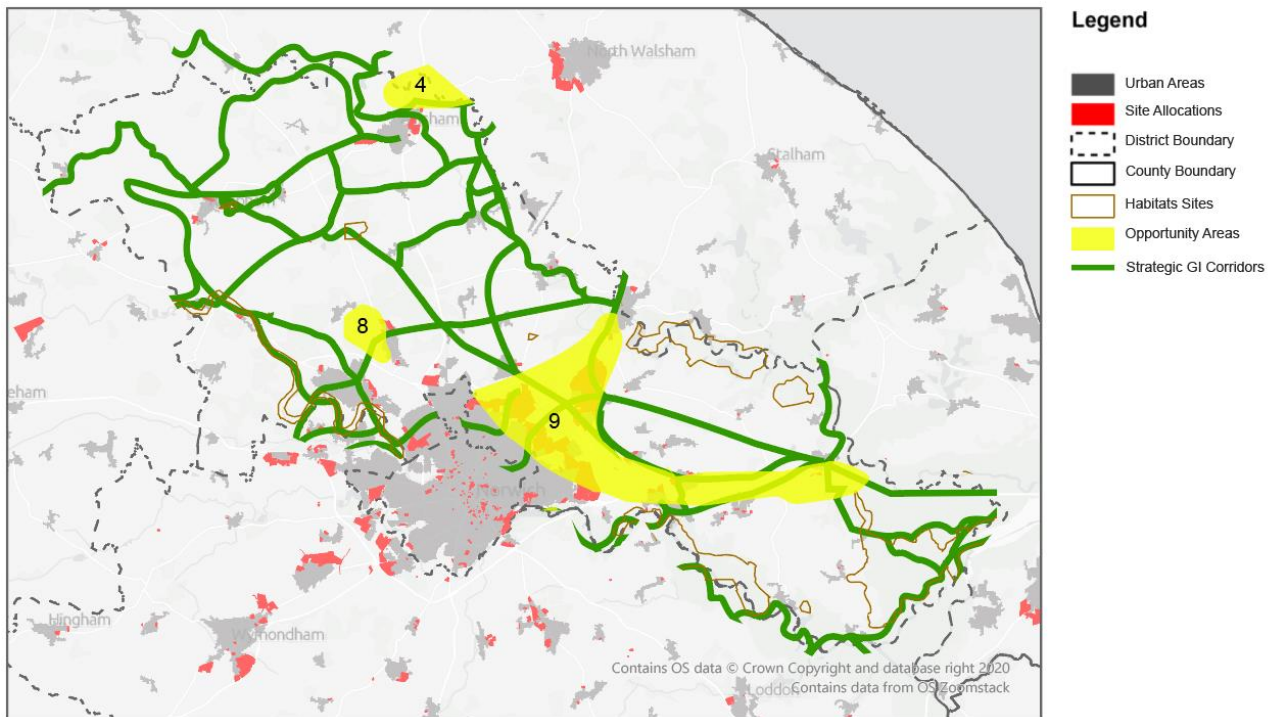 North Walsham
4
Stalham
8
eham
9
Norwich
Hingham
Wymondham
Contains OS data © Crown Copyright and database right 2020
Loddon
Contains data from OS Zoomstack
Legend
Urban Areas
Site Allocations
District Boundary
County Boundary
Habitats Sites
Opportunity Areas
Strategic GI Corridors